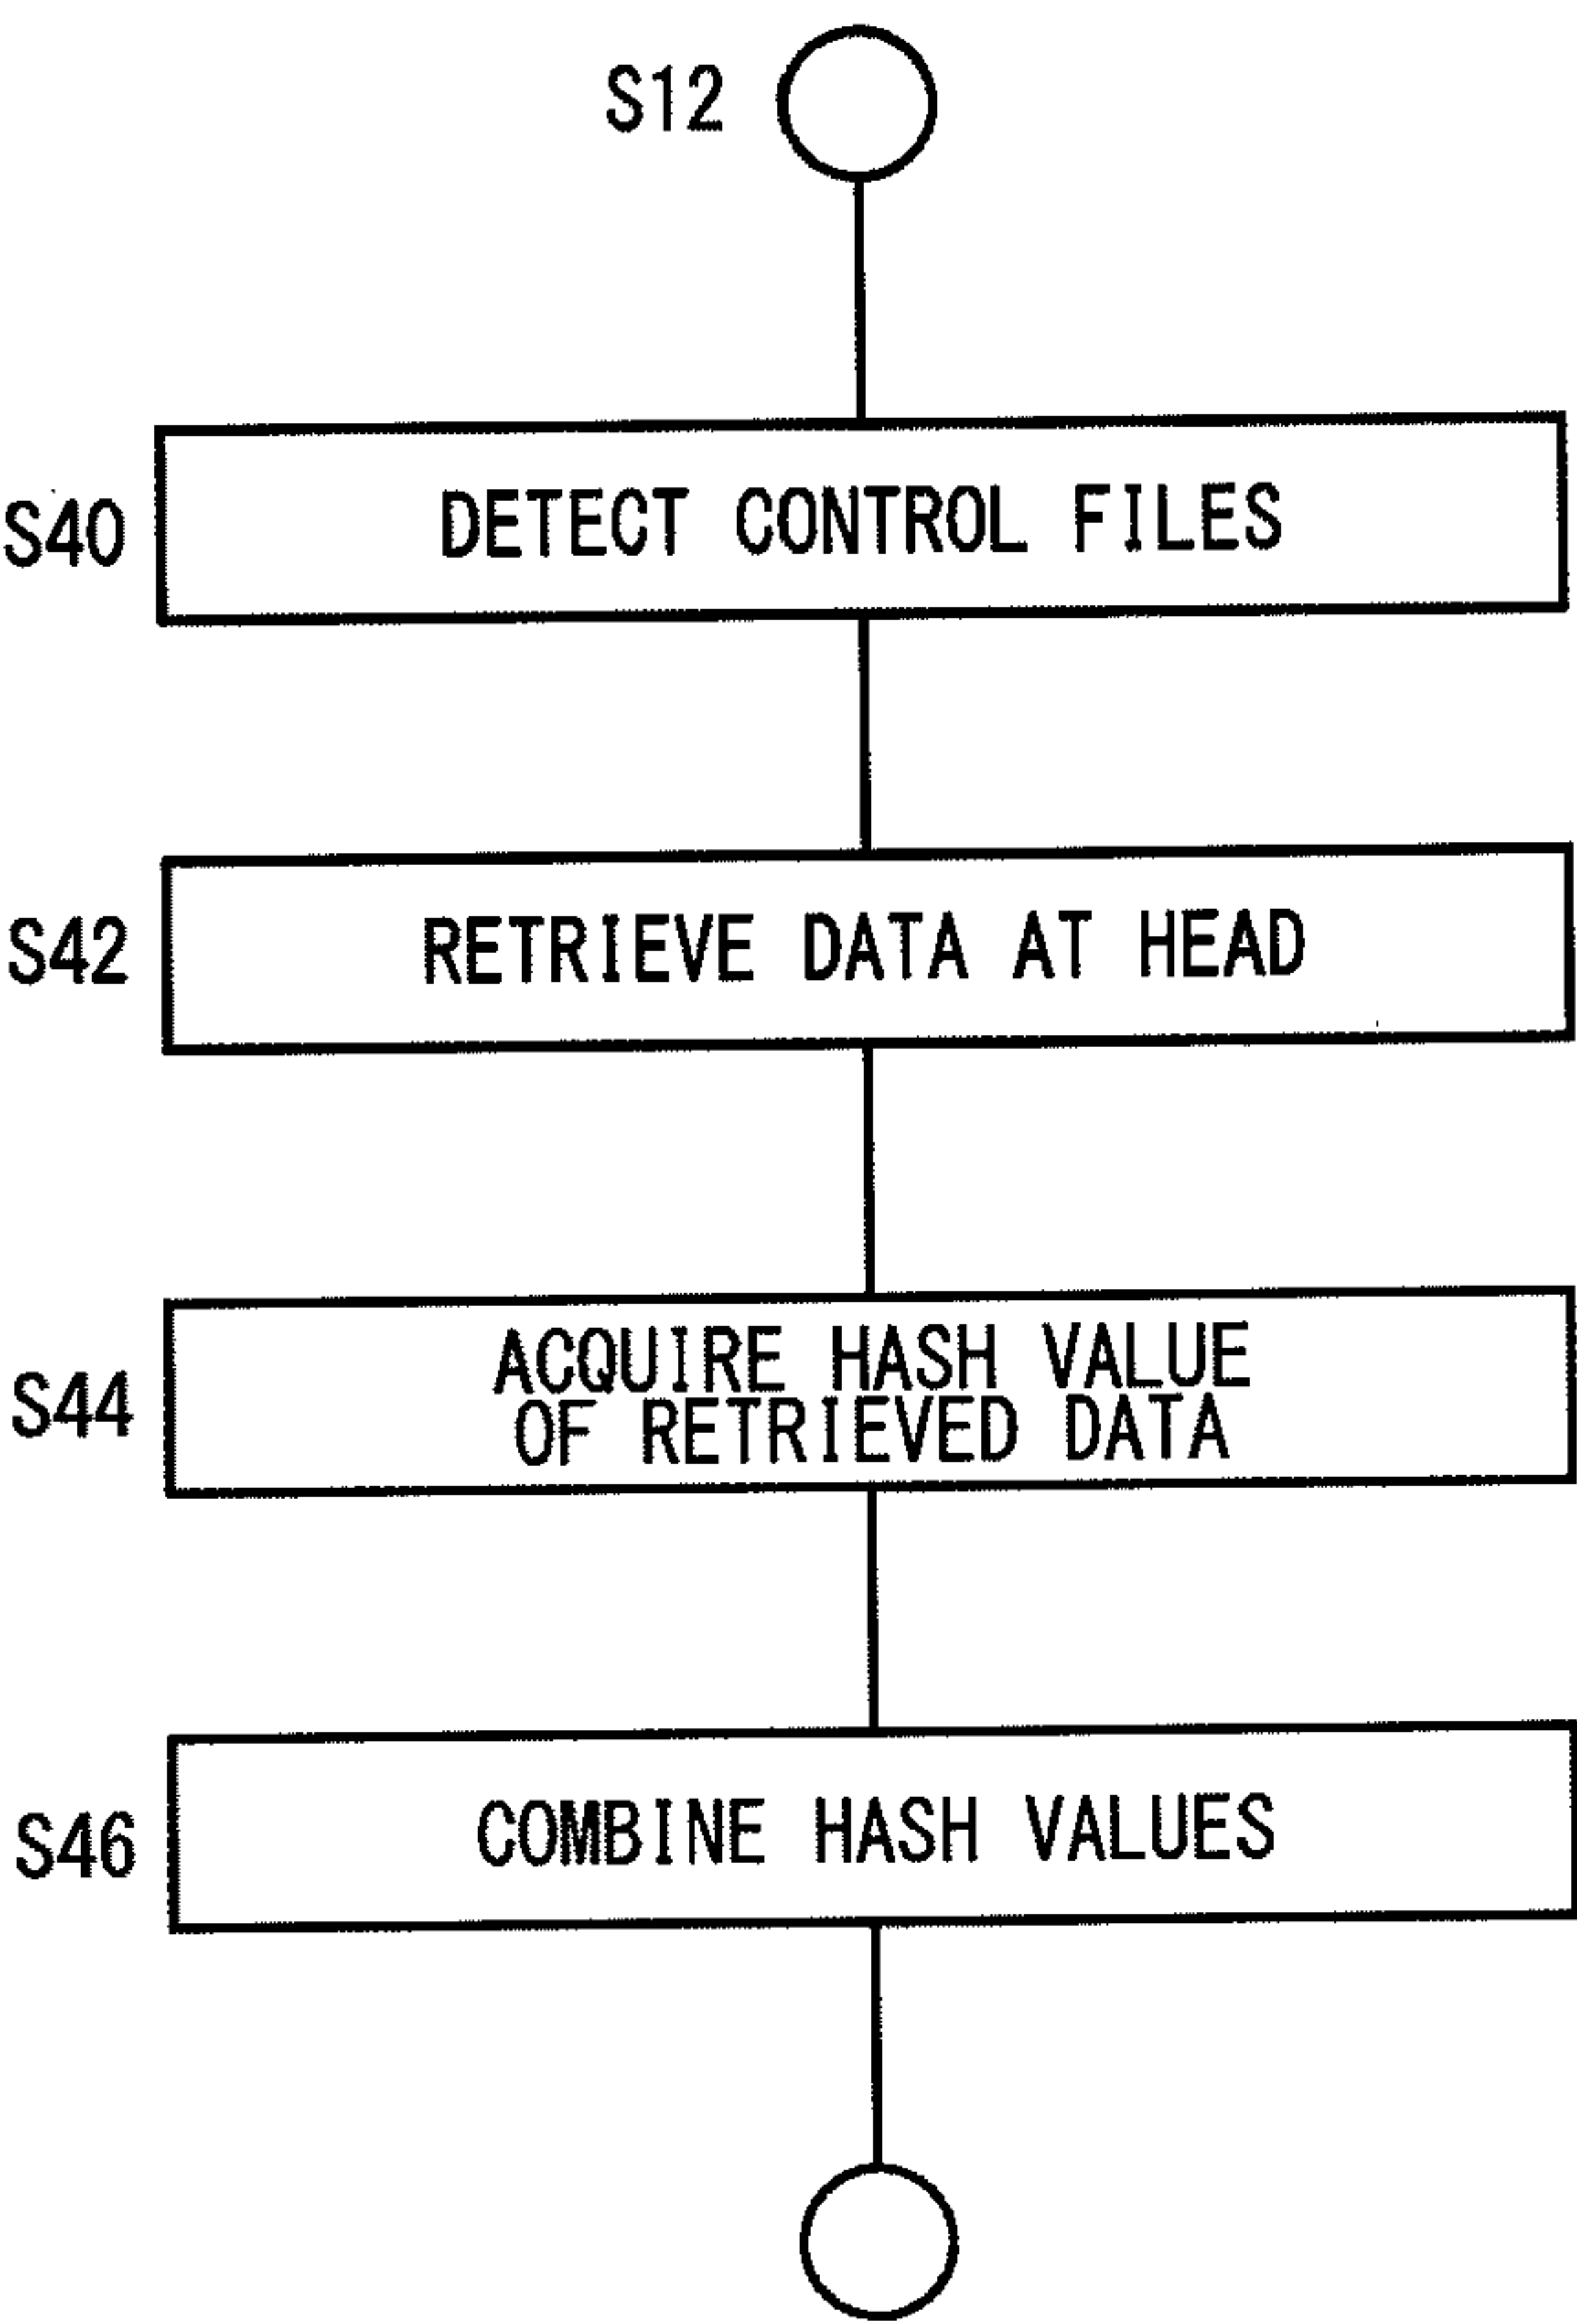 S12
S40
DETECT CONTROL FILES
S42
RETRIEVE DATA AT HEAD
S44
ACQUIRE HASH VALUE
OF RETRIEVED DATA
S46
COMBINE HASH VALUES